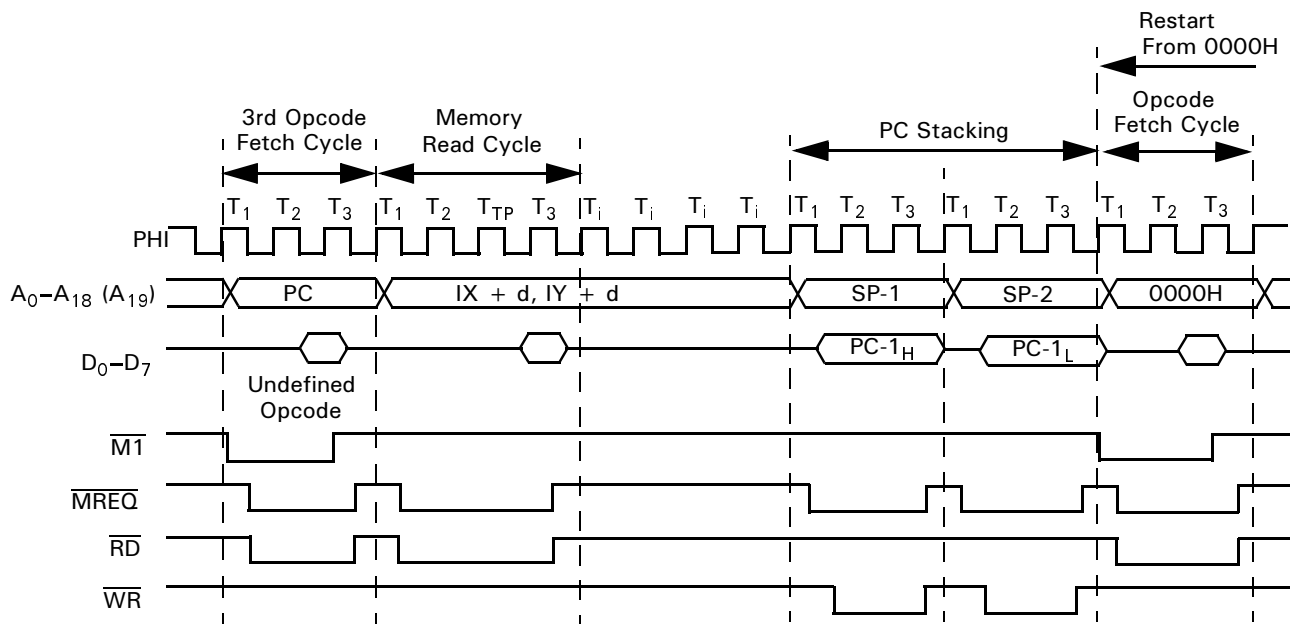 Restart
From 0000H
3rd Opcode
Fetch Cycle
Memory
Read Cycle
PC Stacking
Opcode
Fetch Cycle
T1 T2 T3 T1 T2 TTP T3 Ti Ti Ti Ti T1 T2 T3 T1 T2 T3 T1 T2 T3
PHI
A0–A18 (A19) PC IX + d, IY + d SP-1 SP-2 0000H
D0–D7 PC-1H PC-1L
Undefined
Opcode
M1
MREQ
RD
WR